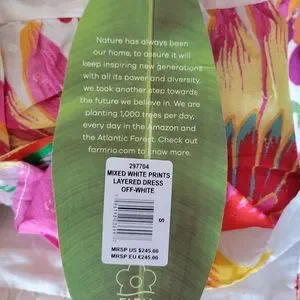 Nature has always been
our home, to assure it will
keep inspiring new generations
with all its power and diversity,
we took another step towards
the future we believe in. We are
planting 1,000 trees per day,
every day in the Amazon and
the Atlantic Forest. Check out
farmrio.com to know more.
297704
MIXED WHITE PRINTS
LAYERED DRESS
OFF-WHITE
S
MRSP US $245.00
MRSP EU €245.00